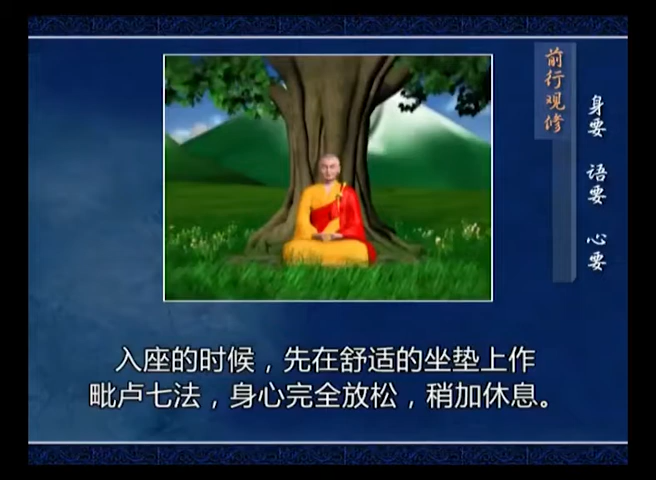 前行观修
身要 语要 心要
入座的时候，先在舒适的坐垫上作
毗卢七法，身心完全放松，稍加休息。